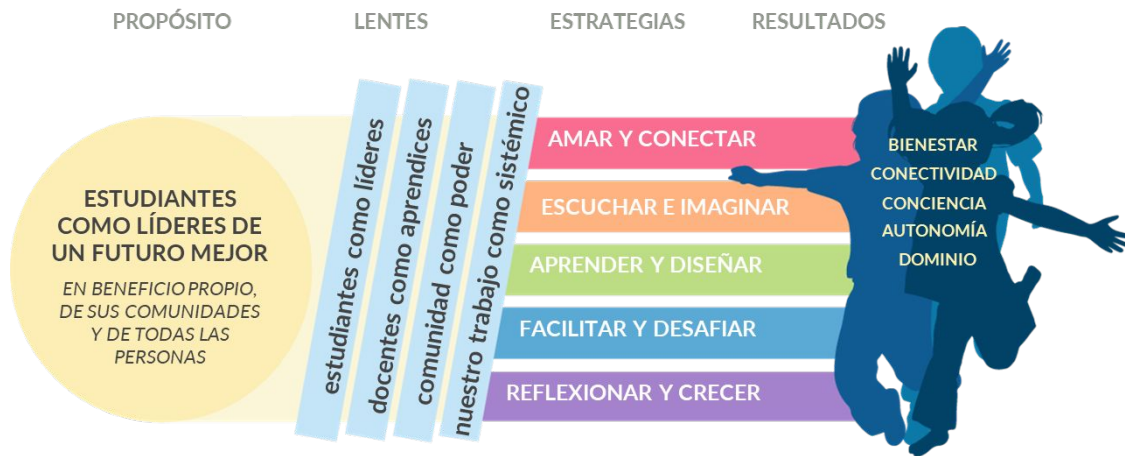 PROPÓSITO
LENTES
ESTRATEGIAS
RESULTADOS
ESTUDIANTES
COMO LÍDERES DE
UN FUTURO MEJOR
EN BENEFICIO PROPIO,
DE SUS COMUNIDADES
Y DE TODAS LAS
PERSONAS
estudiantes como líderes
docentes como aprendices
comunidad como poder
nuestro trabajo como sistémico
AMAR Y CONECTAR
ESCUCHAR E IMAGINAR
APRENDER Y DISEÑAR
FACILITAR Y DESAFIAR
REFLEXIONAR Y CRECER
BIENESTAR
CONECTIVIDAD
CONCIENCIA
AUTONOMÍA
DOMINIO